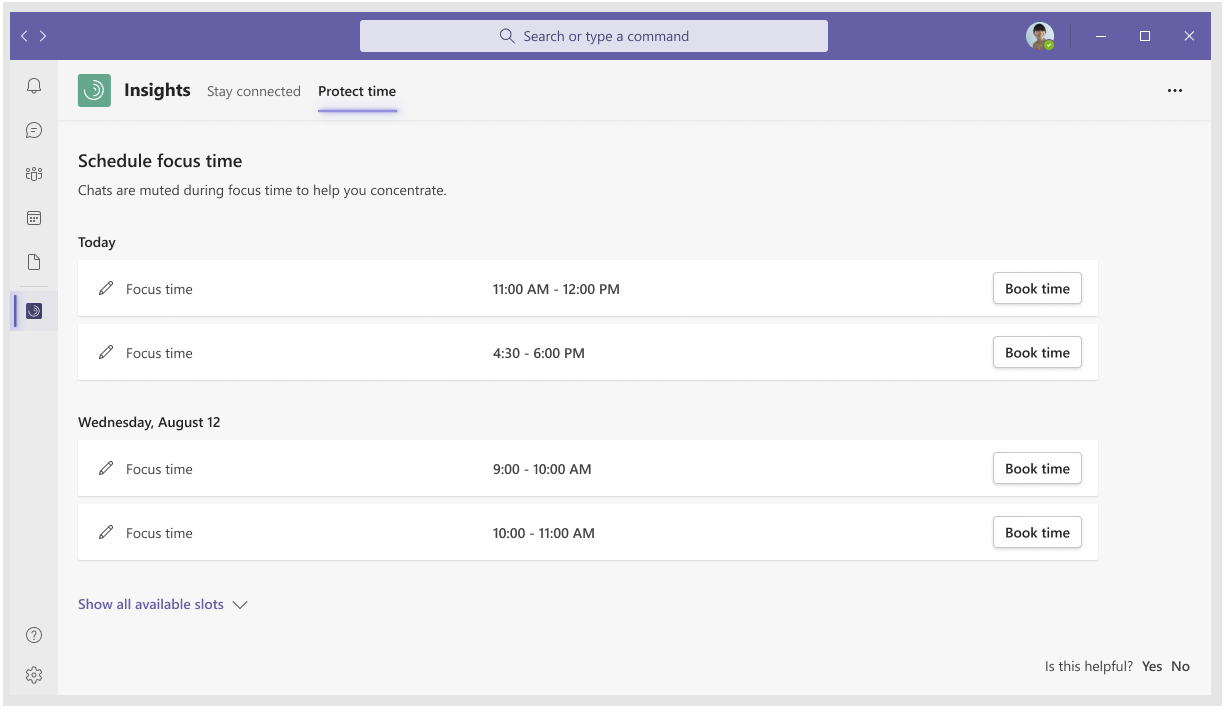 Search or type a command
Insights Stay connected Protect time
Schedule focus time
Chats are muted during focus time to help you concentrate.
Today
Focus time 11:00 AM - 12:00 PM Book time
Focus time 4:30 - 6:00 PM Book time
Wednesday, August 12
Focus time 9:00 - 10:00 AM Book time
Focus time 10:00 - 11:00 AM Book time
Show all available slots
Is this helpful? Yes No